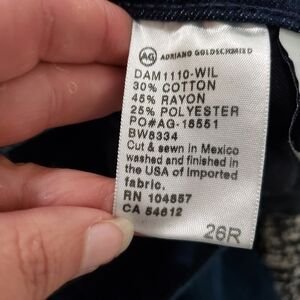 AG ADRIANO GOLDSCHMIED
DAM1110-WIL
30% COTTON
45% RAYON
25% POLYESTER
PO#AG-18551
BW8334
Cut & sewn in Mexico
washed and finished in
the USA of Imported
fabric.
RN 104857
CA 54612
26R